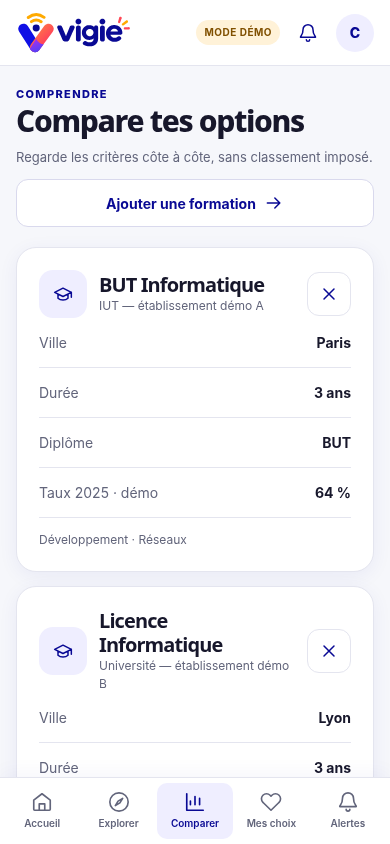 vigie
MODE DÉMO
C
COMPRENDRE
Compare tes options
Regarde les critères côte à côte, sans classement imposé.
Ajouter une formation
BUT Informatique
IUT — établissement démo A
Ville Paris
Durée 3 ans
Diplôme BUT
Taux 2025 · démo 64 %
Développement · Réseaux
Licence
Informatique
Université — établissement démo
B
Ville Lyon
Durée 3 ans
Accueil Explorer Comparer Mes choix Alertes